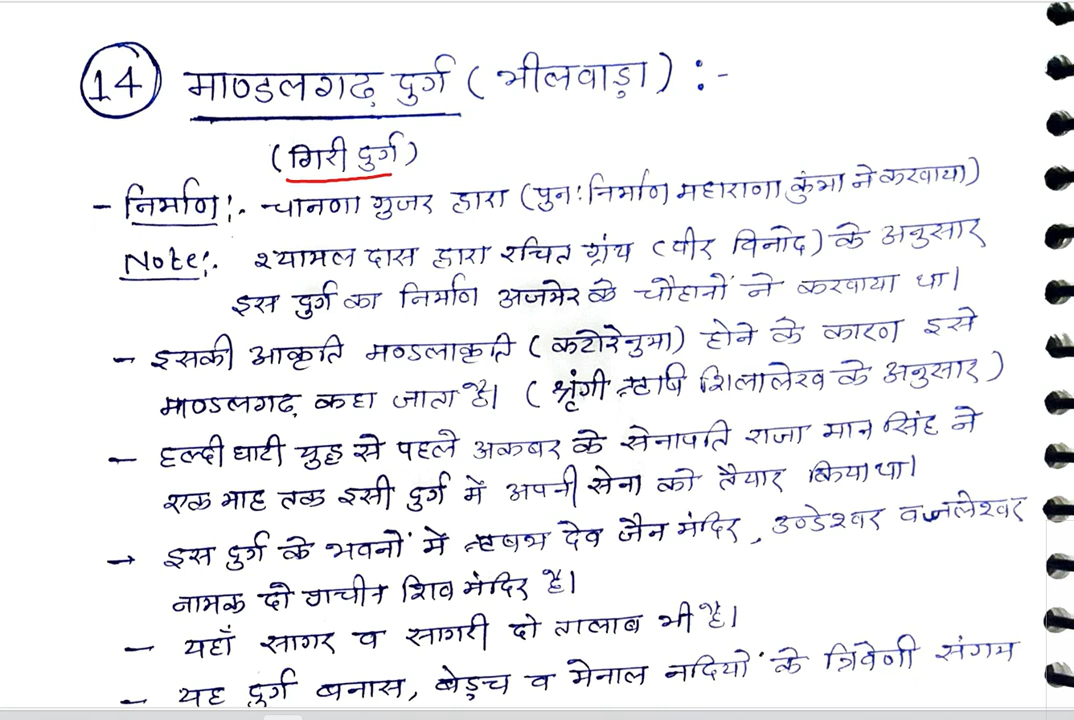 14 माण्डलगढ़ दुर्ग ( भीलवाड़ा ) :-
(गिरी दुर्ग)
- निर्माण:- चानणा गुजर द्वारा (पुन: निर्माण महाराणा कुंभा ने करवाया)
Note:- श्यामल दास द्वारा रचित ग्रंथ (वीर विनोद) के अनुसार
इस दुर्ग का निर्माण अजमेर के चौहानों ने करवाया था।
- इसकी आकृति मण्डलाकृति (कटोरेनुमा) होने के कारण इसे
माण्डलगढ़ कहा जाता है। ( श्रृंगी ऋषि शिलालेख के अनुसार )
- हल्दी घाटी युद्ध से पहले अकबर के सेनापति राजा मान सिंह ने
एक माह तक इसी दुर्ग में अपनी सेना को तैयार किया था।
→ इस दुर्ग के भवनों में ऋषभ देव जैन मंदिर, उण्डेश्वर व जलेश्वर
नामक दो प्राचीन शिव मंदिर है।
- यहाँ सागर व सागरी दो तालाब भी है।
- यह दुर्ग बनास, बेड़च व मेनाल नदियों के त्रिवेणी संगम